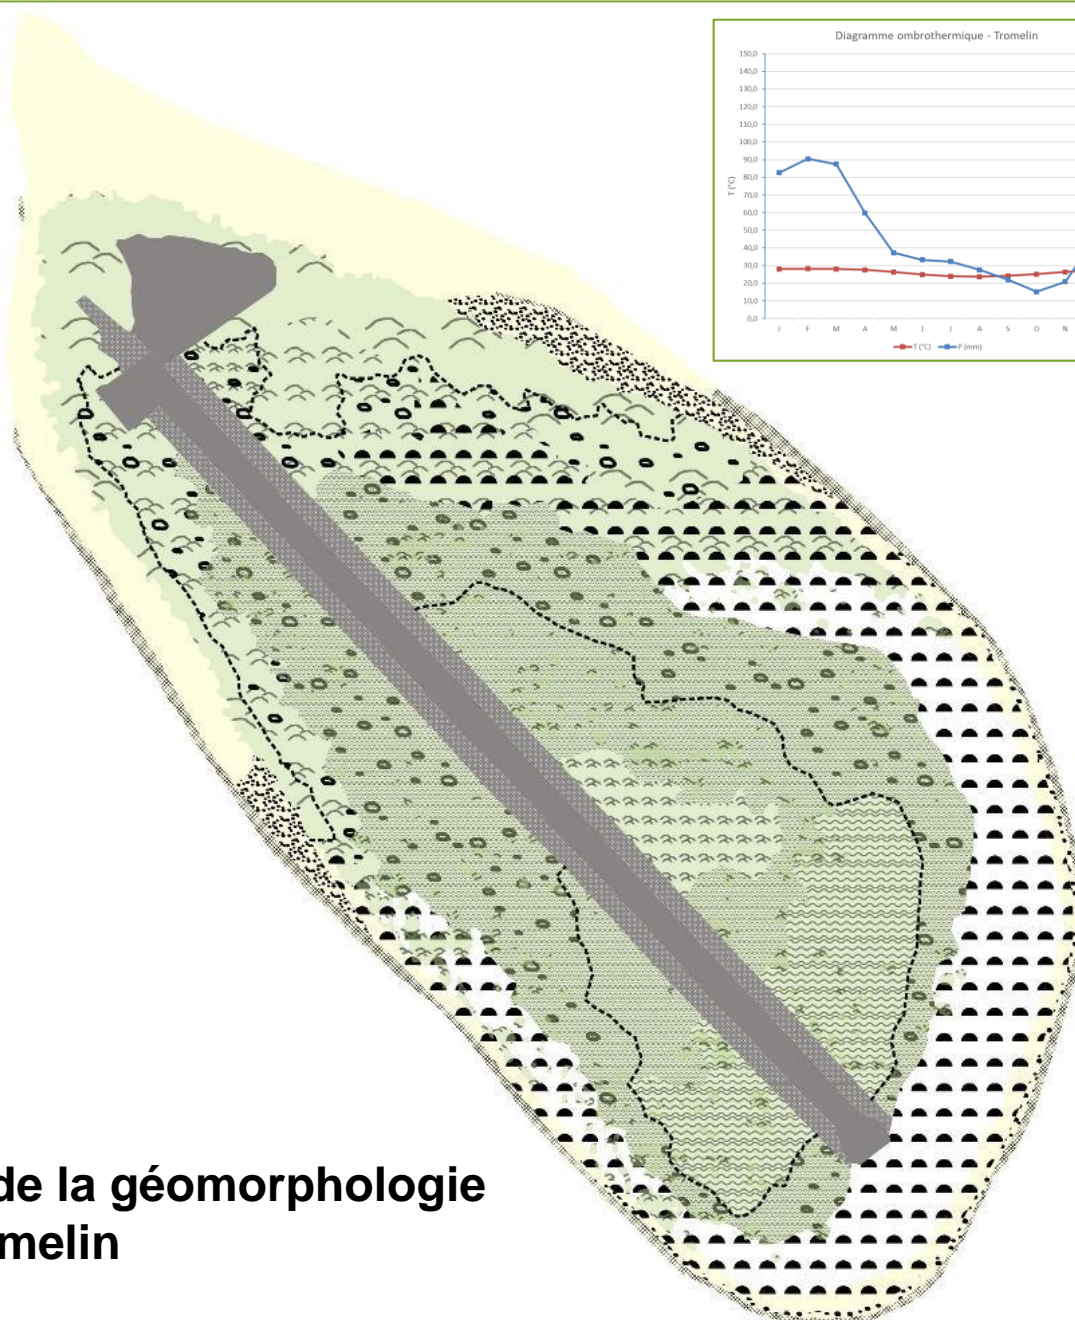 Diagramme ombrothermique - Tromelin
150,0
140,0
130,0
120,0
110,0
100,0
90,0
80,0
70,0
60,0
50,0
40,0
30,0
20,0
10,0
0,0
T (°C)
J F M A M J J A S O N
T (°C) P (mm)
de la géomorphologie
melin